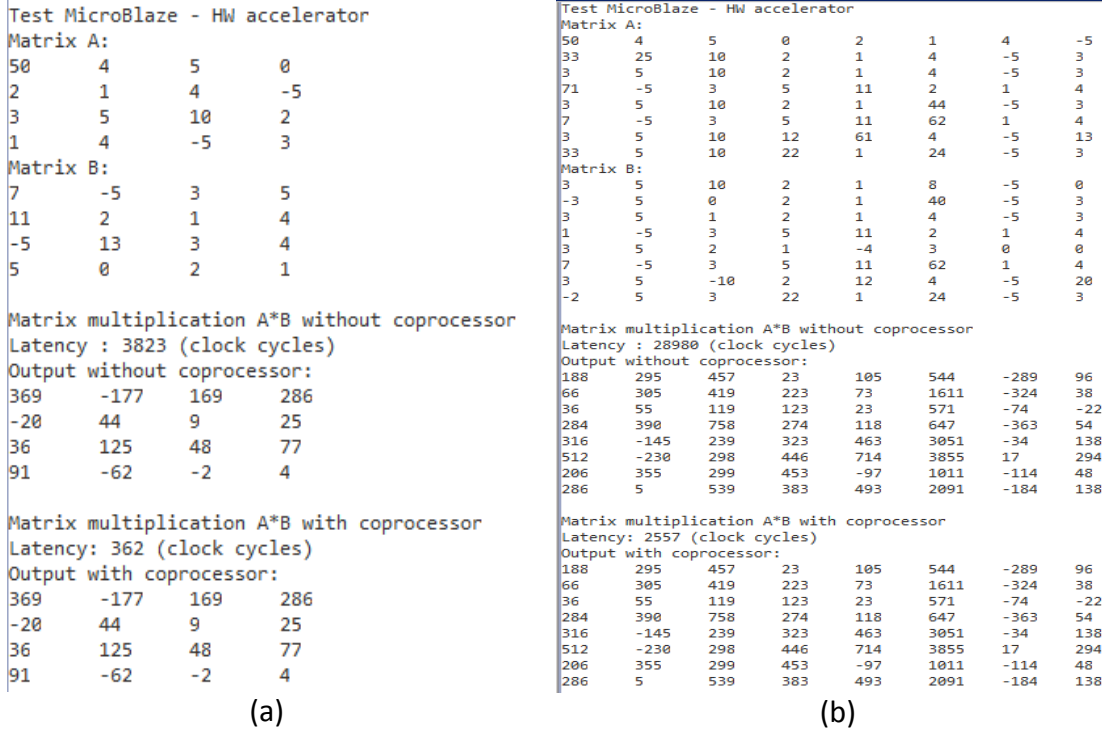 Test MicroBlaze - HW accelerator
Matrix A:
50 4 5 0
2 1 4 -5
3 5 10 2
1 4 -5 3
Matrix B:
7 -5 3 5
11 2 1 4
-5 13 3 4
5 0 2 1
Matrix multiplication A*B without coprocessor
Latency : 3823 (clock cycles)
Output without coprocessor:
369 -177 169 286
-20 44 9 25
36 125 48 77
91 -62 -2 4
Matrix multiplication A*B with coprocessor
Latency: 362 (clock cycles)
Output with coprocessor:
369 -177 169 286
-20 44 9 25
36 125 48 77
91 -62 -2 4
(a)
Test MicroBlaze - HW accelerator
Matrix A:
50 4 5 0 2 1 4 -5
33 25 10 2 1 4 -5 3
3 5 10 2 1 4 -5 3
71 -5 3 5 11 2 1 4
3 5 10 2 1 44 -5 3
7 -5 3 5 11 62 1 4
3 5 10 12 61 4 -5 13
33 5 10 22 1 24 -5 3
Matrix B:
3 5 10 2 1 8 -5 0
-3 5 0 2 1 40 -5 3
3 5 1 2 1 4 -5 3
1 -5 3 5 11 2 1 4
3 5 2 1 -4 3 0 0
7 -5 3 5 11 62 1 4
3 5 -10 2 12 4 -5 20
-2 5 3 22 1 24 -5 3
Matrix multiplication A*B without coprocessor
Latency : 28980 (clock cycles)
Output without coprocessor:
188 295 457 23 105 544 -289 96
66 305 419 223 73 1611 -324 38
36 55 119 123 23 571 -74 -22
284 390 758 274 118 647 -363 54
316 -145 239 323 463 3051 -34 138
512 -230 298 446 714 3855 17 294
206 355 299 453 -97 1011 -114 48
286 5 539 383 493 2091 -184 138
Matrix multiplication A*B with coprocessor
Latency: 2557 (clock cycles)
Output with coprocessor:
188 295 457 23 105 544 -289 96
66 305 419 223 73 1611 -324 38
36 55 119 123 23 571 -74 -22
284 390 758 274 118 647 -363 54
316 -145 239 323 463 3051 -34 138
512 -230 298 446 714 3855 17 294
206 355 299 453 -97 1011 -114 48
286 5 539 383 493 2091 -184 138
(b)